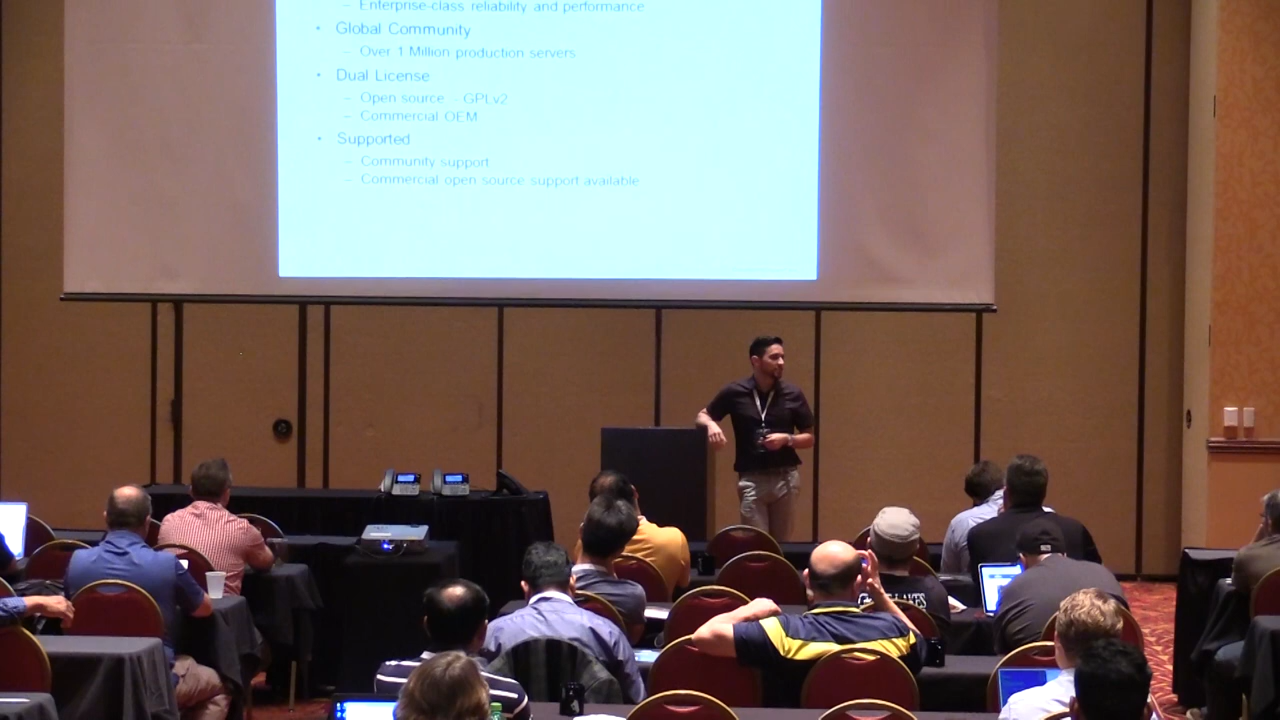 – Enterprise-class reliability and performance
• Global Community
– Over 1 Million production servers
• Dual License
– Open source – GPLv2
– Commercial OEM
• Supported
– Community support
– Commercial open source support available